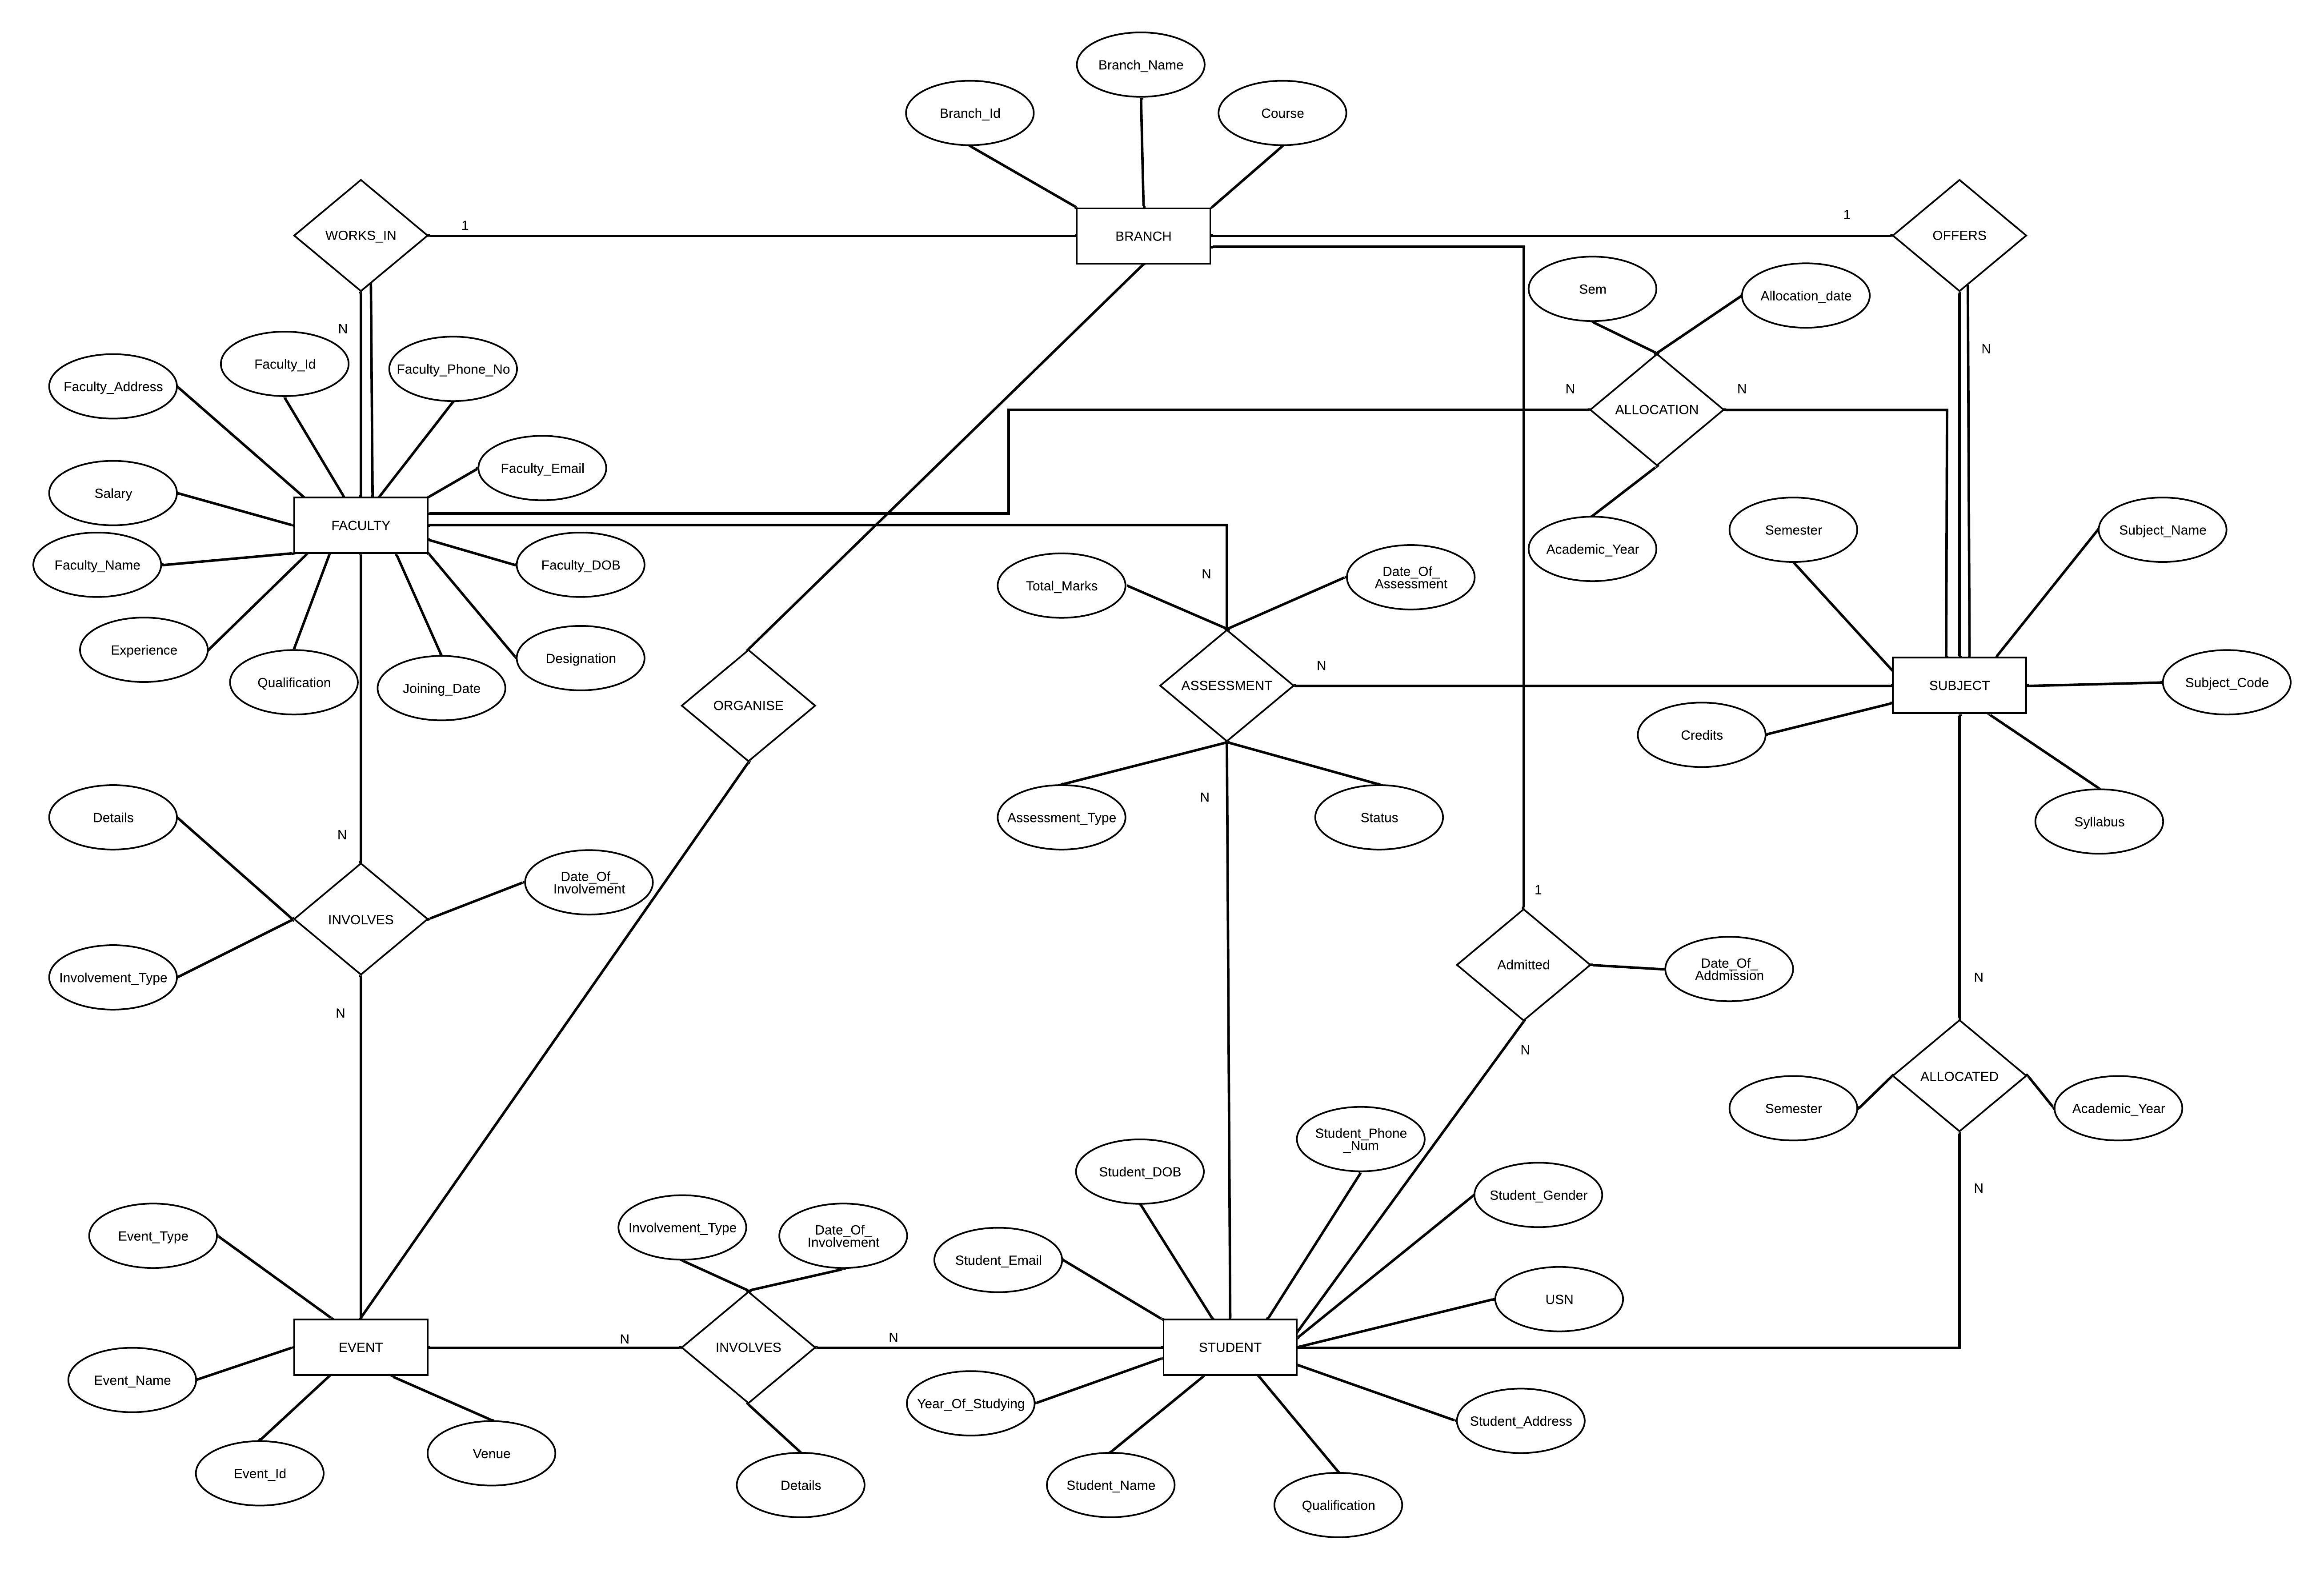 Branch_Name
Branch_Id
Course
WORKS_IN
1
BRANCH
1
OFFERS
Sem
Allocation_date
N
Faculty_Id
Faculty_Phone_No
Faculty_Address
N
N
ALLOCATION
N
Faculty_Email
Salary
FACULTY
Semester
Subject_Name
Academic_Year
Faculty_Name
Faculty_DOB
Total_Marks
N
Date_Of_
Assessment
Experience
Qualification
Joining_Date
Designation
ORGANISE
ASSESSMENT
N
SUBJECT
Subject_Code
Credits
Details
N
Assessment_Type
N
Status
Syllabus
INVOLVES
Date_Of_
Involvement
1
Involvement_Type
N
Admitted
Date_Of_
Addmission
N
N
ALLOCATED
Semester
Academic_Year
Student_Phone
_Num
Student_DOB
Student_Gender
N
Event_Type
Involvement_Type
Date_Of_
Involvement
Student_Email
USN
EVENT
N
INVOLVES
N
STUDENT
Event_Name
Year_Of_Studying
Student_Address
Event_Id
Venue
Details
Student_Name
Qualification